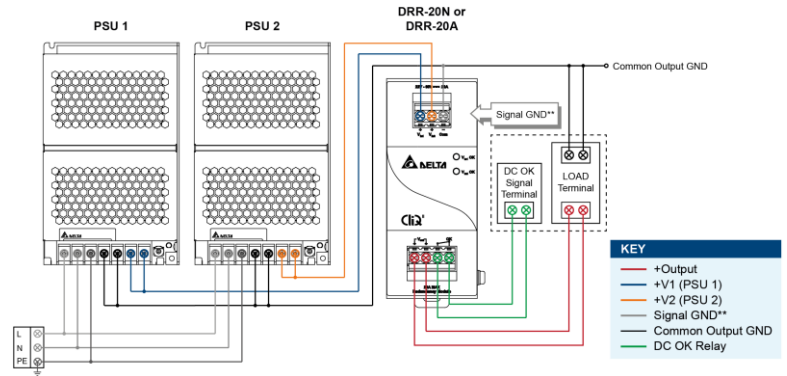 PSU 1
PSU 2
DRR-20N or
DRR-20A
Common Output GND
Signal GND**
DELTA
DC OK
Signal
Terminal
LOAD
Terminal
CliQ
L
N
PE
KEY
+Output
+V1 (PSU 1)
+V2 (PSU 2)
Signal GND**
Common Output GND
DC OK Relay